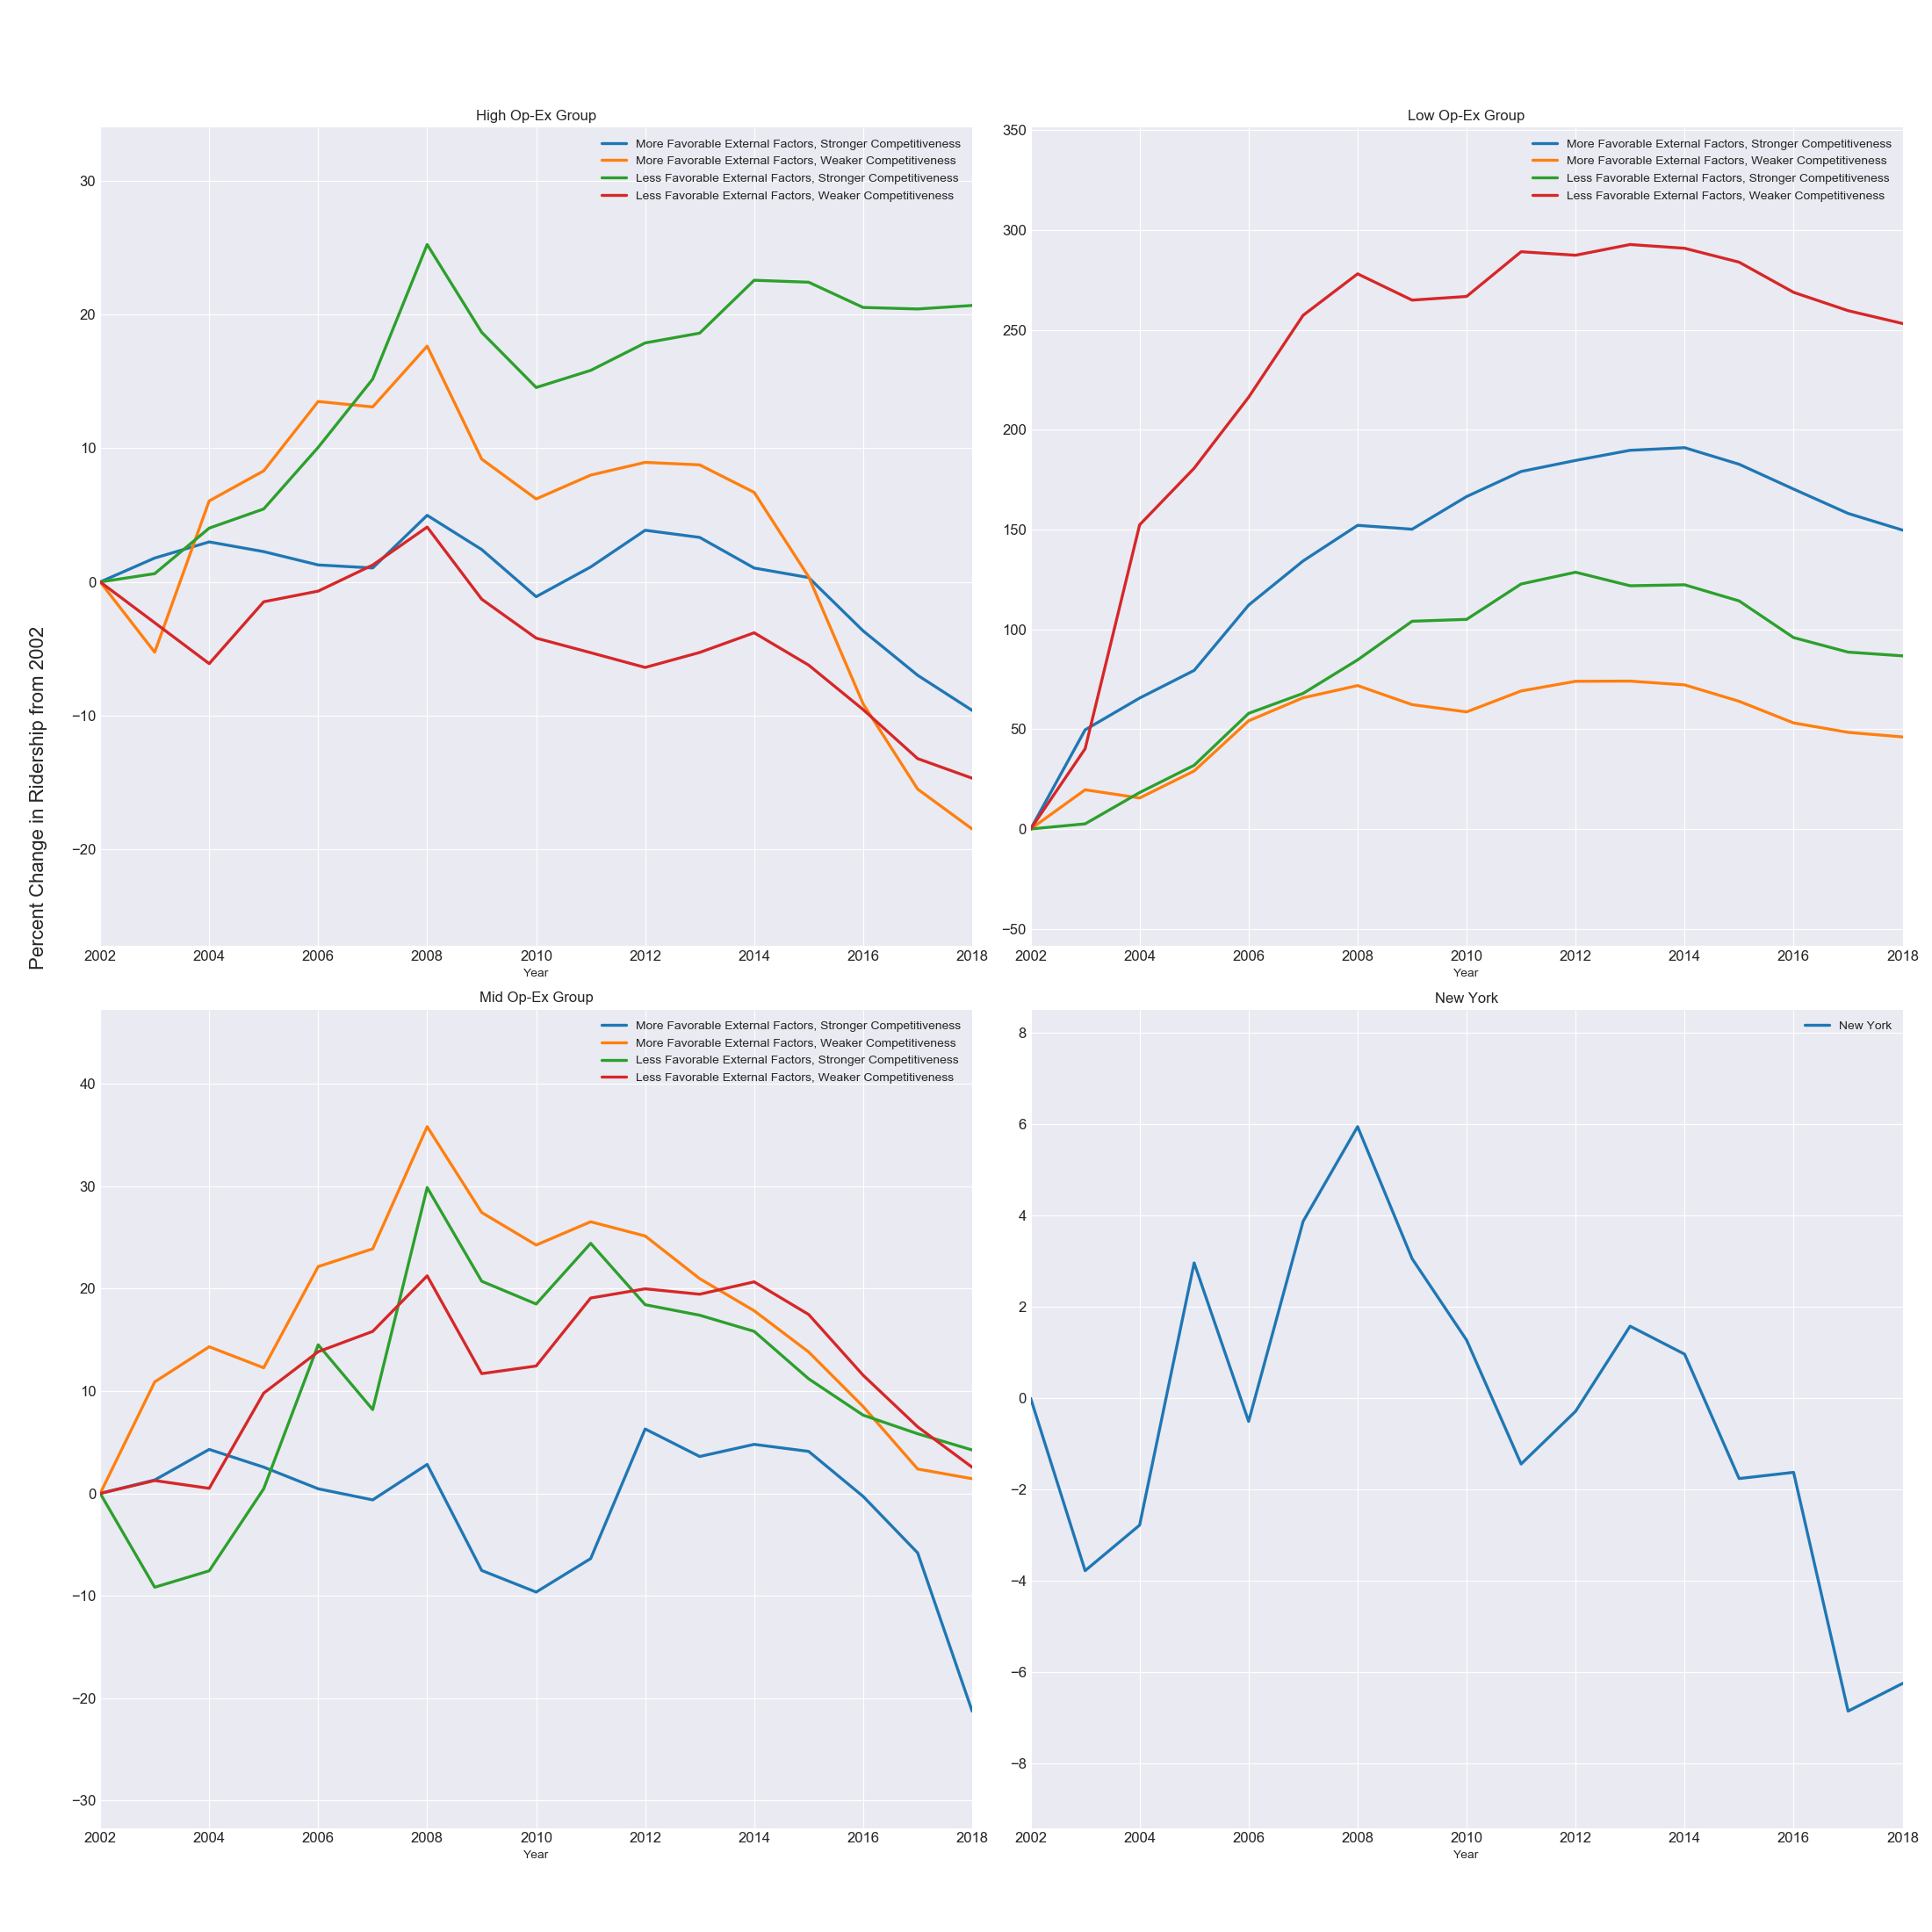 Percent Change in Ridership from 2002
High Op-Ex Group
More Favorable External Factors, Stronger Competitiveness
More Favorable External Factors, Weaker Competitiveness
Less Favorable External Factors, Stronger Competitiveness
Less Favorable External Factors, Weaker Competitiveness
30
20
10
0
−10
−20
2002 2004 2006 2008 2010 2012 2014 2016 2018
Year
Low Op-Ex Group
More Favorable External Factors, Stronger Competitiveness
More Favorable External Factors, Weaker Competitiveness
Less Favorable External Factors, Stronger Competitiveness
Less Favorable External Factors, Weaker Competitiveness
350
300
250
200
150
100
50
0
−50
2002 2004 2006 2008 2010 2012 2014 2016 2018
Year
Mid Op-Ex Group
More Favorable External Factors, Stronger Competitiveness
More Favorable External Factors, Weaker Competitiveness
Less Favorable External Factors, Stronger Competitiveness
Less Favorable External Factors, Weaker Competitiveness
40
30
20
10
0
−10
−20
−30
2002 2004 2006 2008 2010 2012 2014 2016 2018
Year
New York
New York
8
6
4
2
0
−2
−4
−6
−8
2002 2004 2006 2008 2010 2012 2014 2016 2018
Year